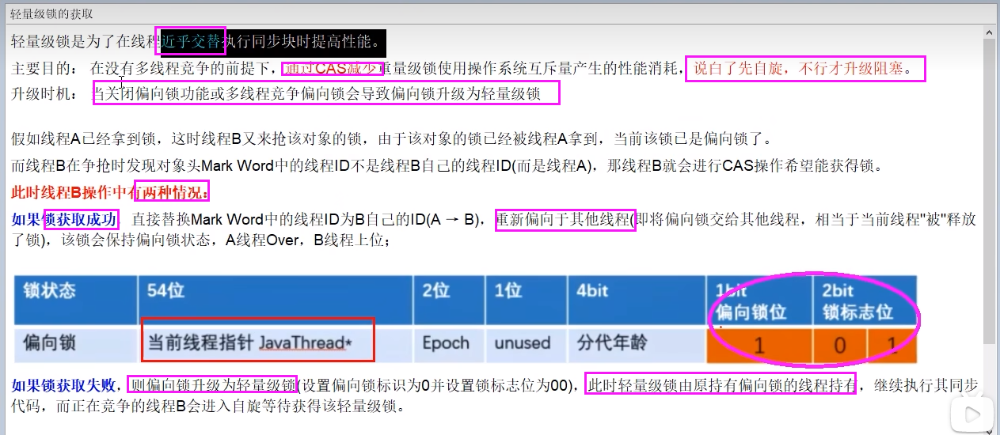 轻量级锁的获取
轻量级锁是为了在线程近乎交替执行同步块时提高性能。
主要目的： 在没有多线程竞争的前提下，通过CAS减少重量级锁使用操作系统互斥量产生的性能消耗，说白了先自旋，不行才升级阻塞。
升级时机： 当关闭偏向锁功能或多线程竞争偏向锁会导致偏向锁升级为轻量级锁
假如线程A已经拿到锁，这时线程B又来抢该对象的锁，由于该对象的锁已经被线程A拿到，当前该锁已是偏向锁了。
而线程B在争抢时发现对象头Mark Word中的线程ID不是线程B自己的线程ID(而是线程A)，那线程B就会进行CAS操作希望能获得锁。
此时线程B操作中有两种情况：
如果锁获取成功 直接替换Mark Word中的线程ID为B自己的ID(A → B)，重新偏向于其他线程(即将偏向锁交给其他线程，相当于当前线程"被"释放
了锁)，该锁会保持偏向锁状态，A线程Over，B线程上位；
锁状态 54位 2位 1位 4bit 1bit 偏向锁位 2bit 锁标志位
偏向锁 当前线程指针 JavaThread* Epoch unused 分代年龄 1 0 1
如果锁获取失败，则偏向锁升级为轻量级锁(设置偏向锁标识为0并设置锁标志位为00)，此时轻量级锁由原持有偏向锁的线程持有，继续执行其同步
代码，而正在竞争的线程B会进入自旋等待获得该轻量级锁。